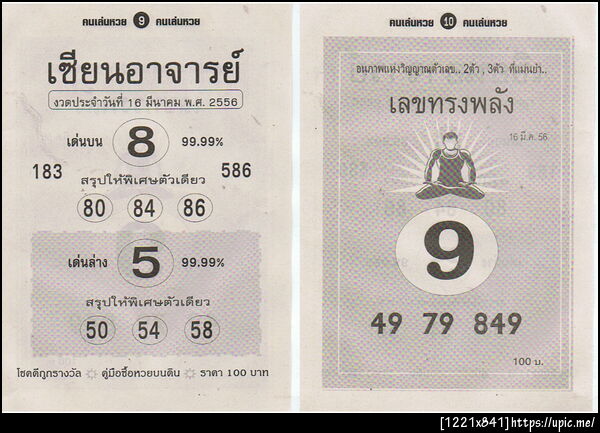 คนเล่นหวย 9 คนเล่นหวย
เซียนอาจารย์
งวดประจำวันที่ 16 มีนาคม พ.ศ. 2556
เด่นบน 8 99.99%
183 586
สรุปให้พิเศษตัวเดียว
80 84 86
เด่นล่าง 5 99.99%
สรุปให้พิเศษตัวเดียว
50 54 58
โชคดีถูกรางวัล คู่มือซื้อหวยบนดิน ราคา 100 บาท
คนเล่นหวย 10 คนเล่นหวย
อนุภาพแห่งวิญญาณตัวเลข.. 2ตัว , 3ตัว ที่แม่นยำ..
เลขทรงพลัง
16 มี.ค. 56
9
49 79 849
100 บ.
[1221x841]https://upic.me/